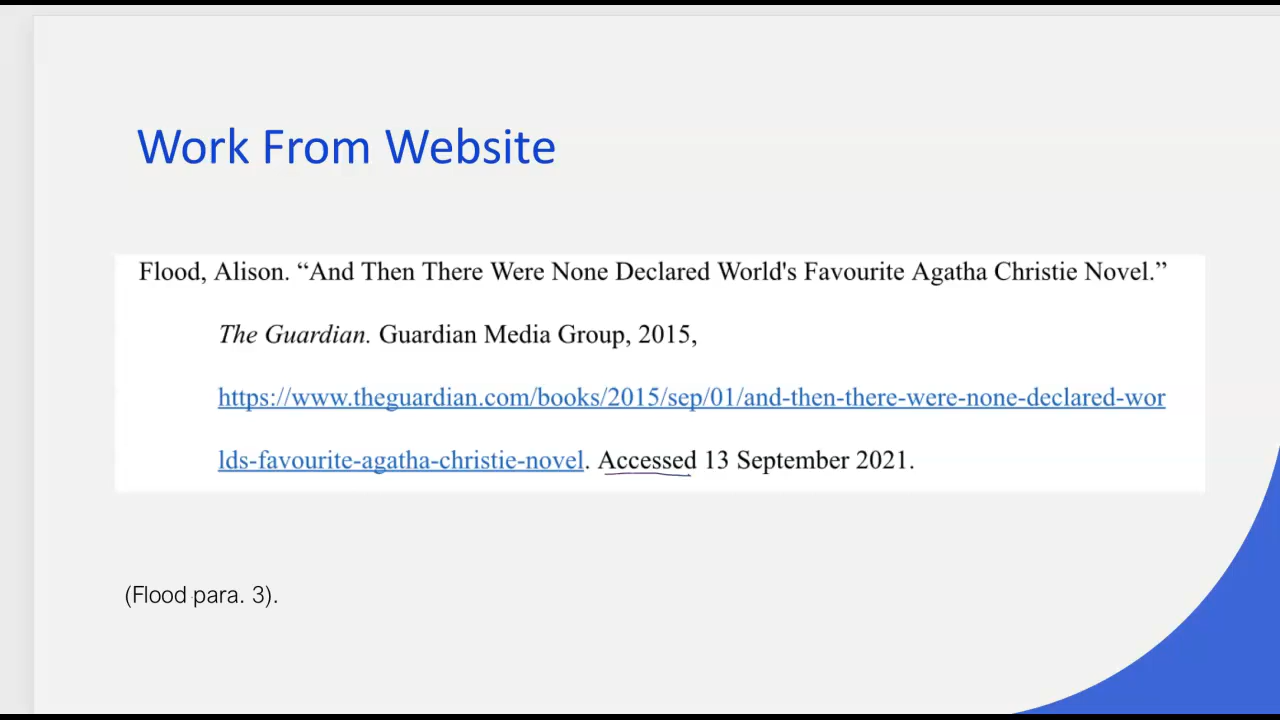 Work From Website
Flood, Alison. “And Then There Were None Declared World's Favourite Agatha Christie Novel.”
The Guardian. Guardian Media Group, 2015,
https://www.theguardian.com/books/2015/sep/01/and-then-there-were-none-declared-wor
lds-favourite-agatha-christie-novel. Accessed 13 September 2021.
(Flood para. 3).